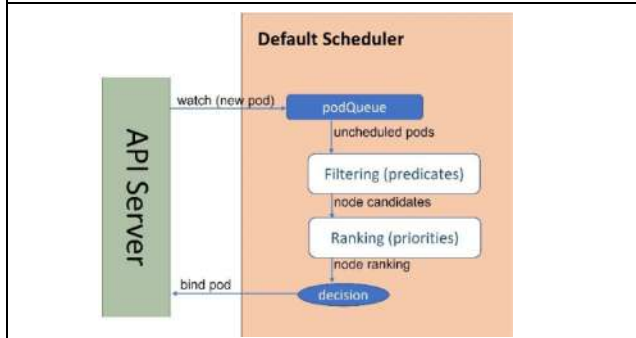 Default Scheduler
watch (new pod)
podQueue
uncheduled pods
API Server
Filtering (predicates)
node candidates
Ranking (priorities)
node ranking
bind pod
decision